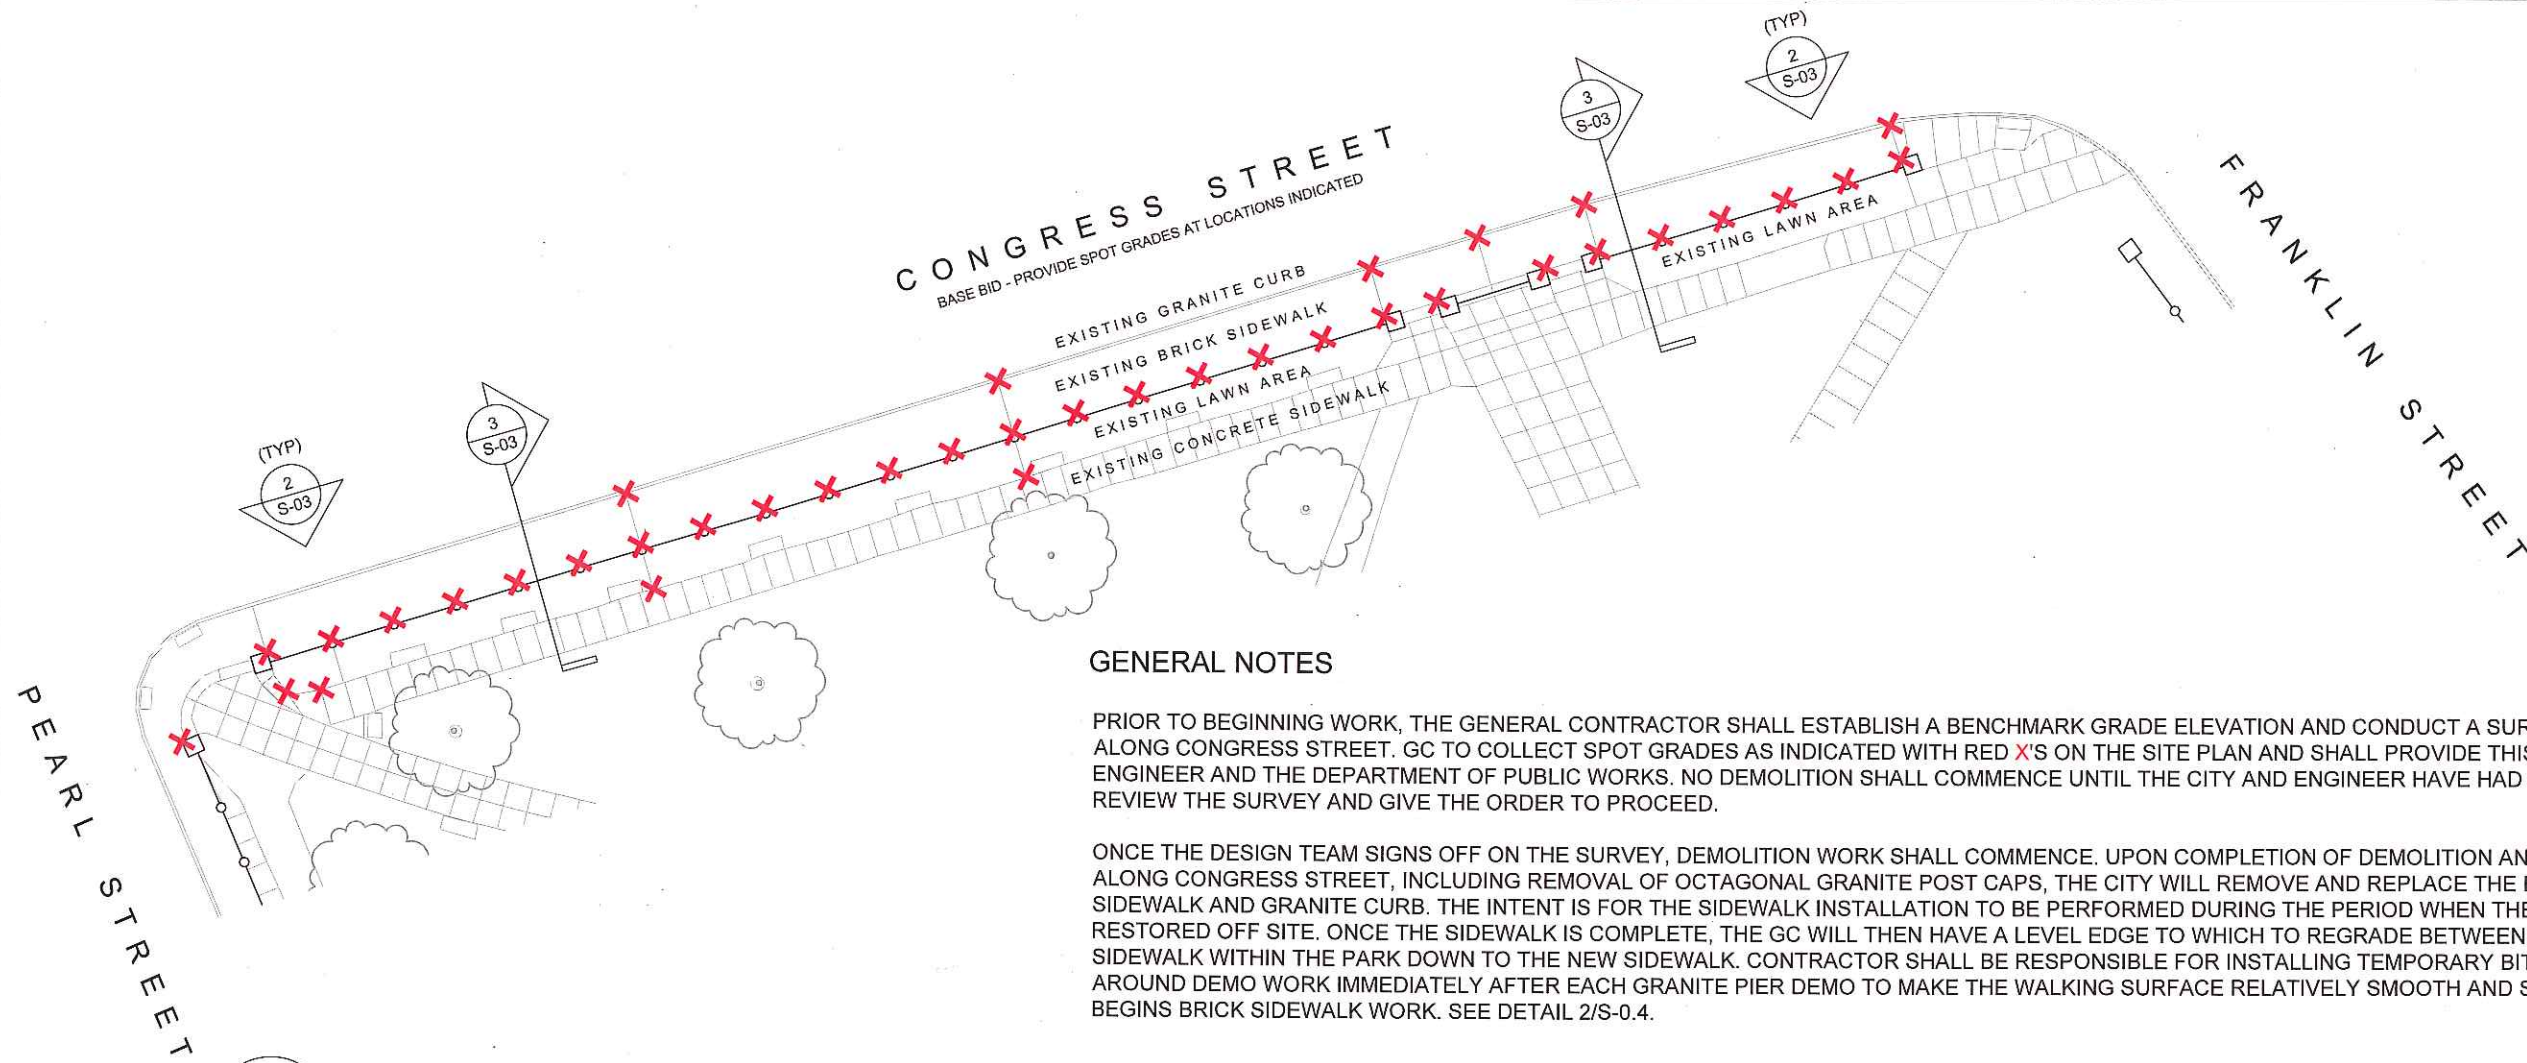 (TYP)
2
S-03
3
S-03
CONGRESS STREET
BASE BID - PROVIDE SPOT GRADES AT LOCATIONS INDICATED
EXISTING GRANITE CURB
EXISTING BRICK SIDEWALK
EXISTING LAWN AREA
EXISTING CONCRETE SIDEWALK
EXISTING LAWN AREA
FRANKLIN STREET
(TYP)
2
S-03
3
S-03
PEARL STREET
GENERAL NOTES
PRIOR TO BEGINNING WORK, THE GENERAL CONTRACTOR SHALL ESTABLISH A BENCHMARK GRADE ELEVATION AND CONDUCT A SUR
ALONG CONGRESS STREET. GC TO COLLECT SPOT GRADES AS INDICATED WITH RED X'S ON THE SITE PLAN AND SHALL PROVIDE THIS
ENGINEER AND THE DEPARTMENT OF PUBLIC WORKS. NO DEMOLITION SHALL COMMENCE UNTIL THE CITY AND ENGINEER HAVE HAD
REVIEW THE SURVEY AND GIVE THE ORDER TO PROCEED.
ONCE THE DESIGN TEAM SIGNS OFF ON THE SURVEY, DEMOLITION WORK SHALL COMMENCE. UPON COMPLETION OF DEMOLITION AN
ALONG CONGRESS STREET, INCLUDING REMOVAL OF OCTAGONAL GRANITE POST CAPS, THE CITY WILL REMOVE AND REPLACE THE
SIDEWALK AND GRANITE CURB. THE INTENT IS FOR THE SIDEWALK INSTALLATION TO BE PERFORMED DURING THE PERIOD WHEN THE
RESTORED OFF SITE. ONCE THE SIDEWALK IS COMPLETE, THE GC WILL THEN HAVE A LEVEL EDGE TO WHICH TO REGRADE BETWEEN
SIDEWALK WITHIN THE PARK DOWN TO THE NEW SIDEWALK. CONTRACTOR SHALL BE RESPONSIBLE FOR INSTALLING TEMPORARY BIT
AROUND DEMO WORK IMMEDIATELY AFTER EACH GRANITE PIER DEMO TO MAKE THE WALKING SURFACE RELATIVELY SMOOTH AND S
BEGINS BRICK SIDEWALK WORK. SEE DETAIL 2/S-0.4.